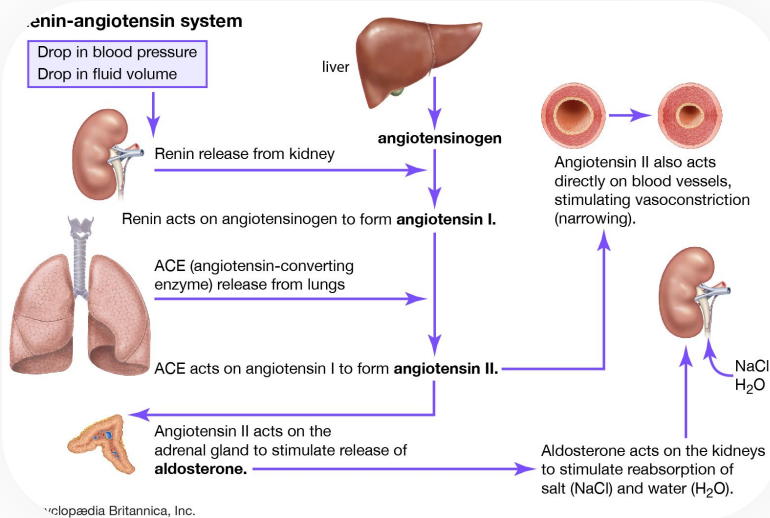 enin-angiotensin system
Drop in blood pressure
Drop in fluid volume
liver
angiotensinogen
Renin release from kidney
Renin acts on angiotensinogen to form angiotensin I.
ACE (angiotensin-converting
enzyme) release from lungs
ACE acts on angiotensin I to form angiotensin II.
Angiotensin II acts on the
adrenal gland to stimulate release of
aldosterone.
Angiotensin II also acts
directly on blood vessels,
stimulating vasoconstriction
(narrowing).
NaCl
H₂O
Aldosterone acts on the kidneys
to stimulate reabsorption of
salt (NaCl) and water (H₂O).
yclopædia Britannica, Inc.